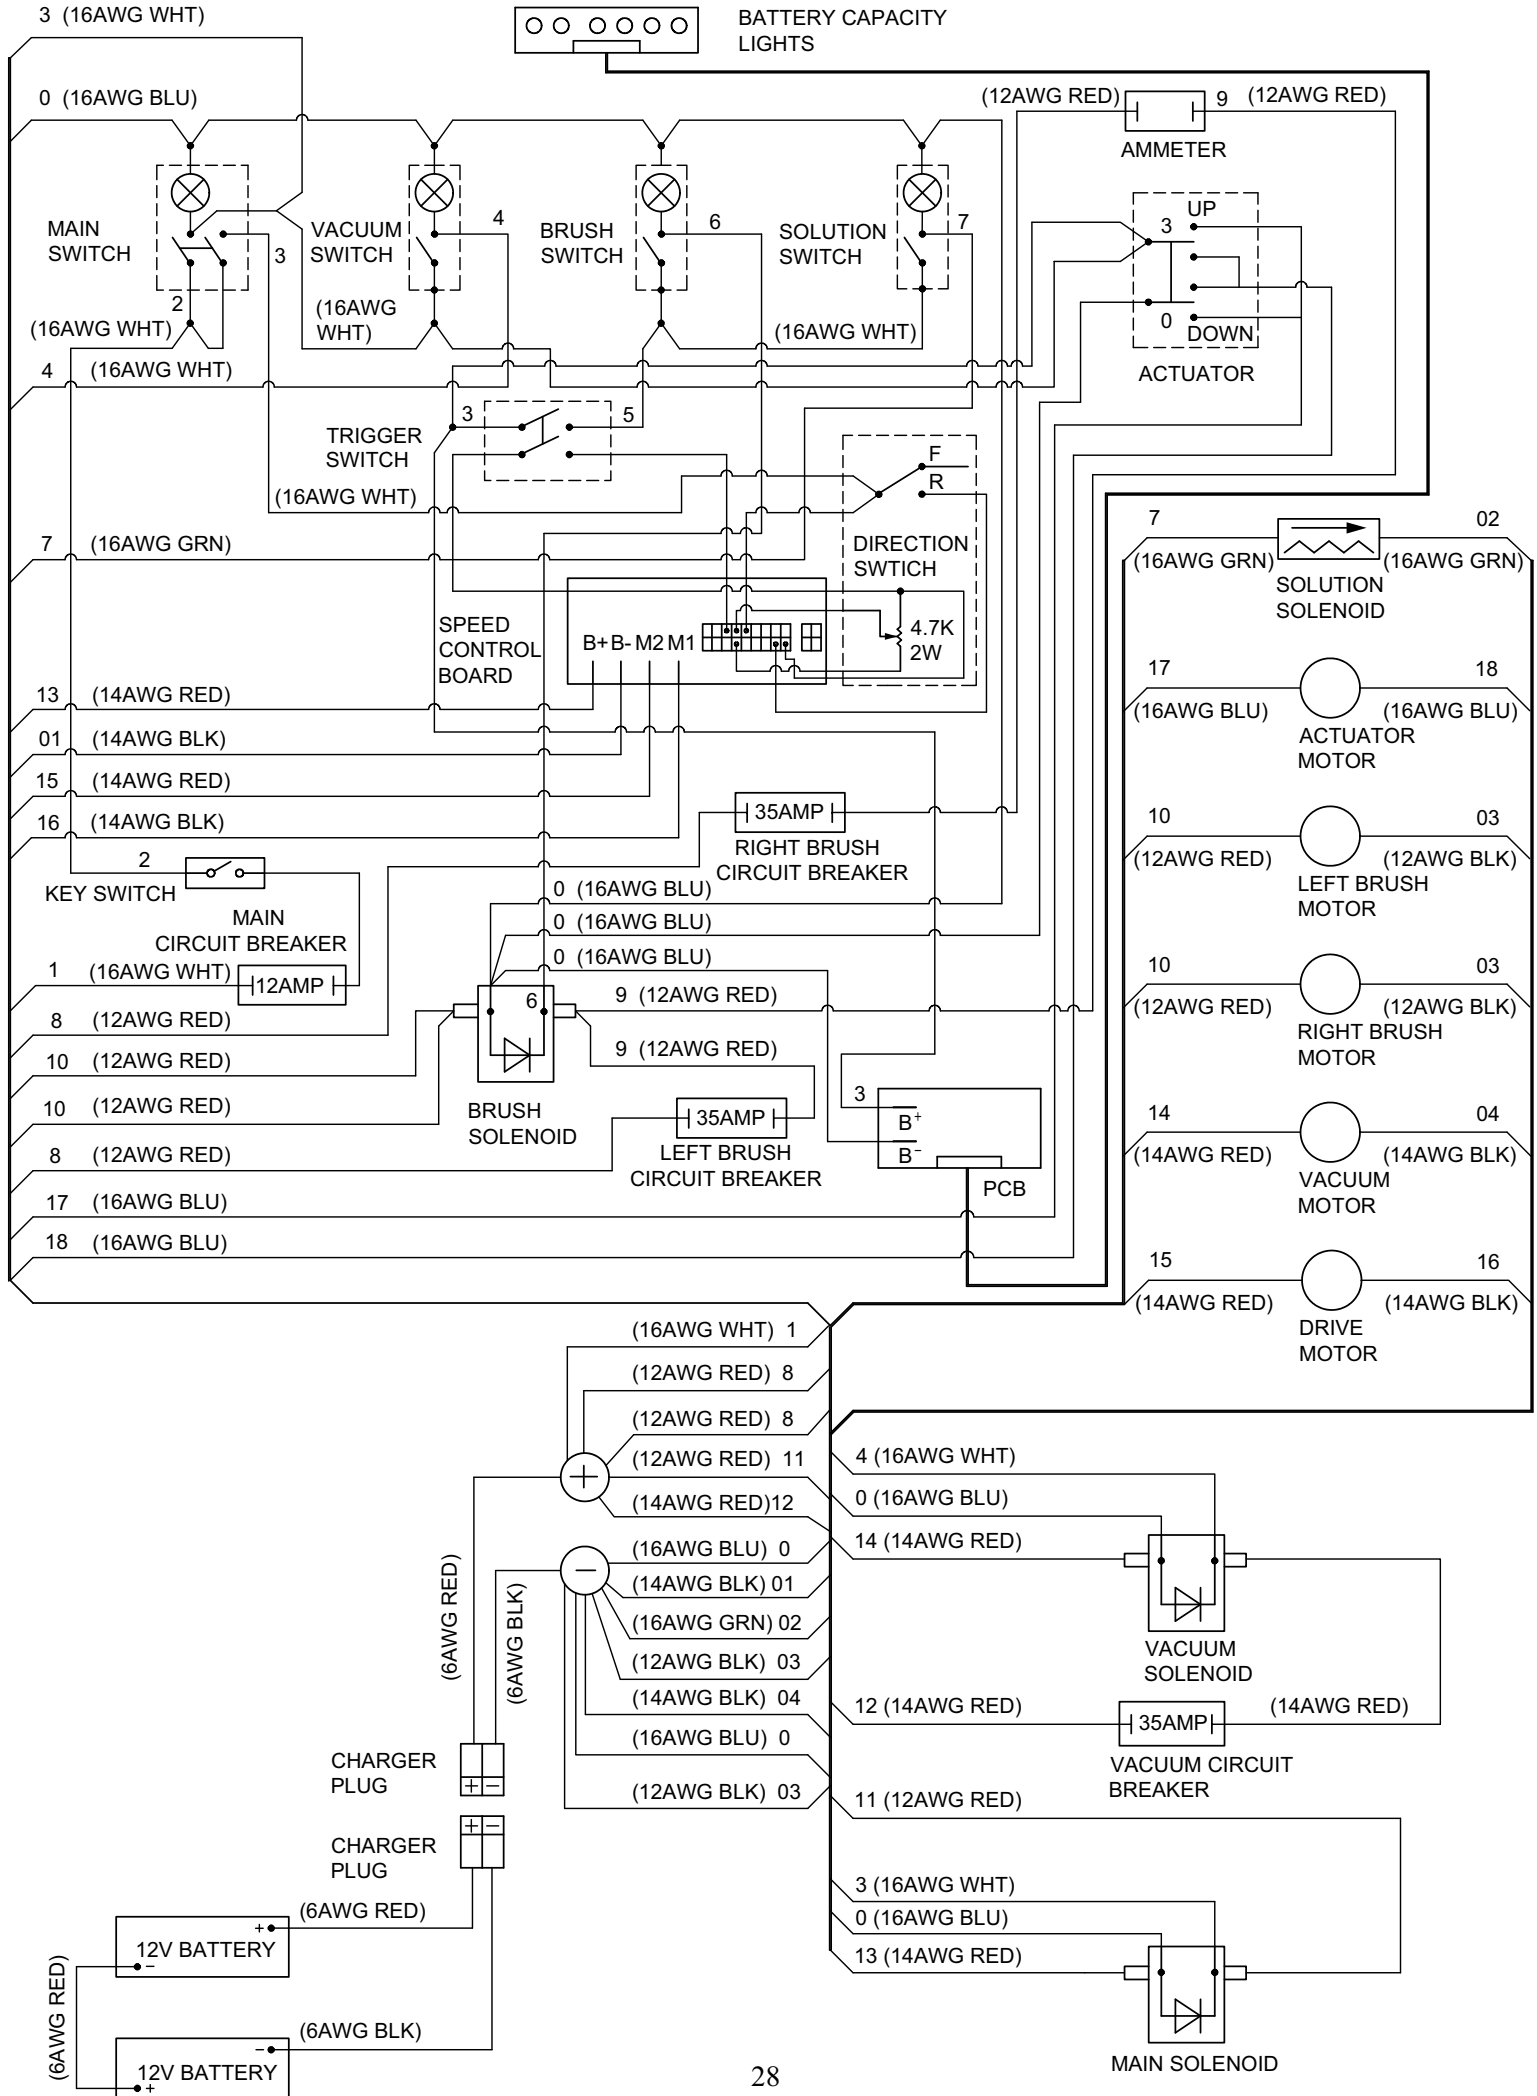 3 (16AWG WHT)
BATTERY CAPACITY
LIGHTS
0 (16AWG BLU)
(12AWG RED)
9 (12AWG RED)
AMMETER
MAIN
SWITCH
3
2
(16AWG WHT)
VACUUM
SWITCH
4
(16AWG
WHT)
BRUSH
SWITCH
6
SOLUTION
SWITCH
7
(16AWG WHT)
UP
3
0
DOWN
ACTUATOR
4 (16AWG WHT)
3
5
TRIGGER
SWITCH
(16AWG WHT)
F
R
DIRECTION
SWTICH
4.7K
2W
7 (16AWG GRN)
SPEED
CONTROL
BOARD
B+ B- M2 M1
13 (14AWG RED)
01 (14AWG BLK)
15 (14AWG RED)
16 (14AWG BLK)
2
KEY SWITCH
MAIN
CIRCUIT BREAKER
1 (16AWG WHT)
12AMP
35AMP
RIGHT BRUSH
CIRCUIT BREAKER
0 (16AWG BLU)
0 (16AWG BLU)
0 (16AWG BLU)
8 (12AWG RED)
10 (12AWG RED)
10 (12AWG RED)
8 (12AWG RED)
17 (16AWG BLU)
18 (16AWG BLU)
6
BRUSH
SOLENOID
9 (12AWG RED)
9 (12AWG RED)
35AMP
LEFT BRUSH
CIRCUIT BREAKER
3
B+
B−
PCB
7
02
(16AWG GRN)
(16AWG GRN)
SOLUTION
SOLENOID
17
18
(16AWG BLU)
(16AWG BLU)
ACTUATOR
MOTOR
10
03
(12AWG RED)
(12AWG BLK)
LEFT BRUSH
MOTOR
10
03
(12AWG RED)
(12AWG BLK)
RIGHT BRUSH
MOTOR
14
04
(14AWG RED)
(14AWG BLK)
VACUUM
MOTOR
15
16
(14AWG RED)
(14AWG BLK)
DRIVE
MOTOR
(16AWG WHT) 1
(12AWG RED) 8
(12AWG RED) 8
(12AWG RED) 11
(14AWG RED)12
+
(16AWG BLU) 0
(14AWG BLK) 01
(16AWG GRN) 02
(12AWG BLK) 03
(14AWG BLK) 04
(16AWG BLU) 0
(12AWG BLK) 03
−
(6AWG RED)
(6AWG BLK)
CHARGER
PLUG
+ −
CHARGER
PLUG
+ −
(6AWG RED)
+
12V BATTERY
−
(6AWG RED)
(6AWG BLK)
−
12V BATTERY
+
4 (16AWG WHT)
0 (16AWG BLU)
14 (14AWG RED)
VACUUM
SOLENOID
12 (14AWG RED)
35AMP
(14AWG RED)
VACUUM CIRCUIT
BREAKER
11 (12AWG RED)
3 (16AWG WHT)
0 (16AWG BLU)
13 (14AWG RED)
MAIN SOLENOID
28